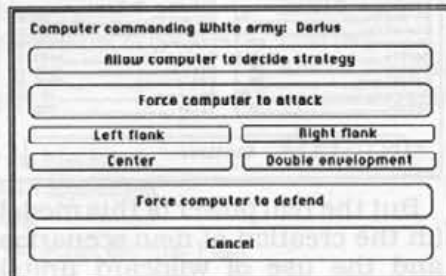 Computer commanding White army: Darius
Allow computer to decide strategy
Force computer to attack
Left flank
Right flank
Center
Double envelopment
Force computer to defend
Cancel